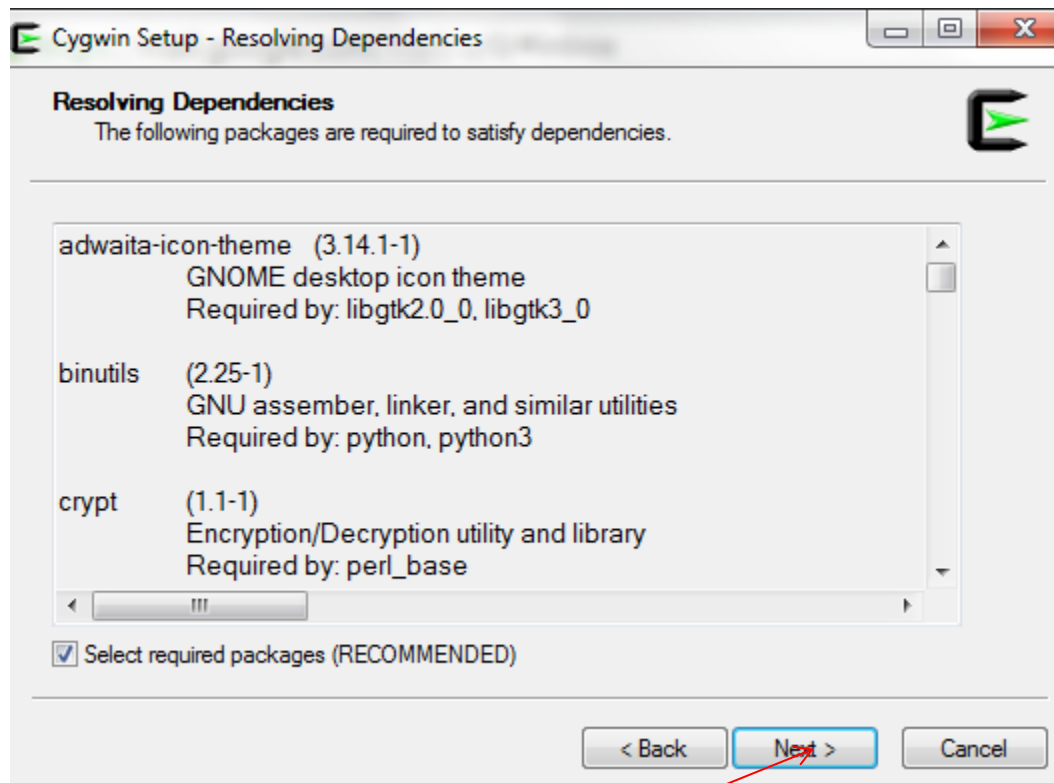 Cygwin Setup - Resolving Dependencies
Resolving Dependencies
The following packages are required to satisfy dependencies.
adwaita-icon-theme (3.14.1-1)
GNOME desktop icon theme
Required by: libgtk2.0_0, libgtk3_0
binutils (2.25-1)
GNU assember, linker, and similar utilities
Required by: python, python3
crypt (1.1-1)
Encryption/Decryption utility and library
Required by: perl_base
Select required packages (RECOMMENDED)
< Back Next > Cancel